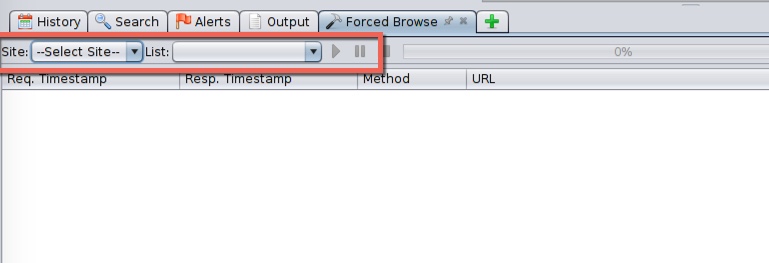 History Search Alerts Output Forced Browse
Site: --Select Site-- List: 0%
Req. Timestamp Resp. Timestamp Method URL